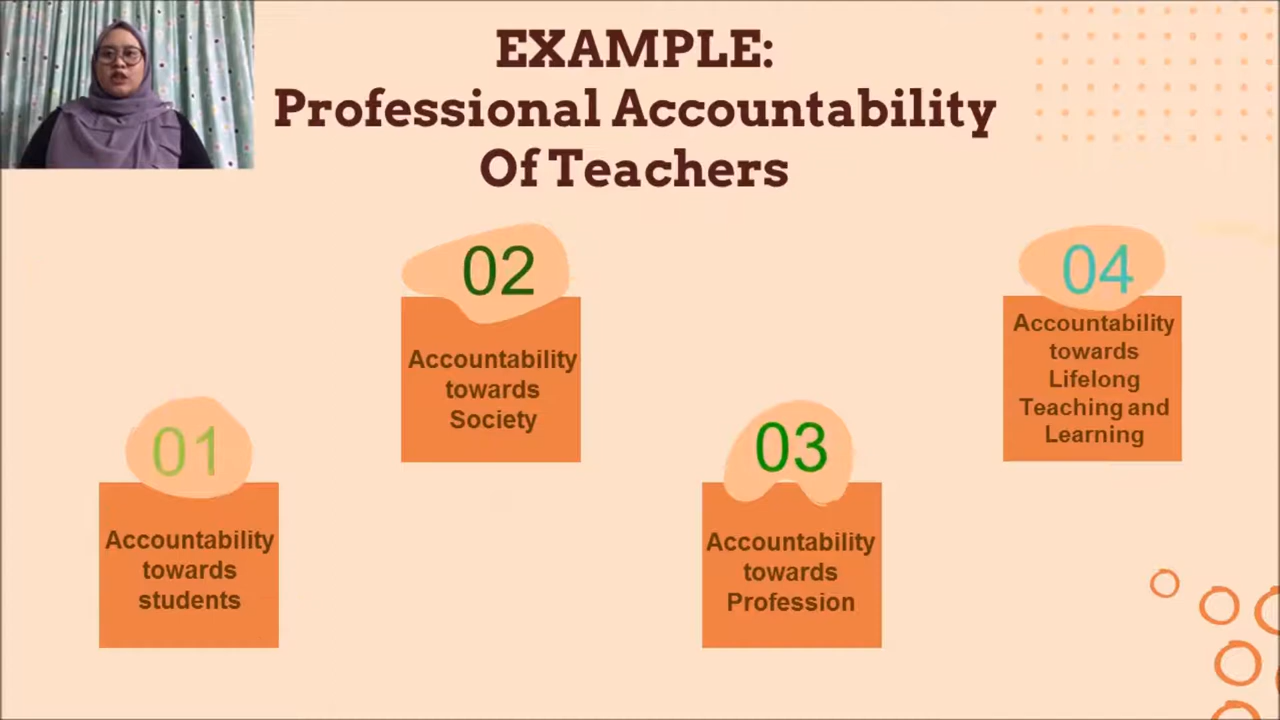 EXAMPLE:
Professional Accountability
Of Teachers
01
Accountability
towards
students
02
Accountability
towards
Society
03
Accountability
towards
Profession
04
Accountability
towards
Lifelong
Teaching and
Learning